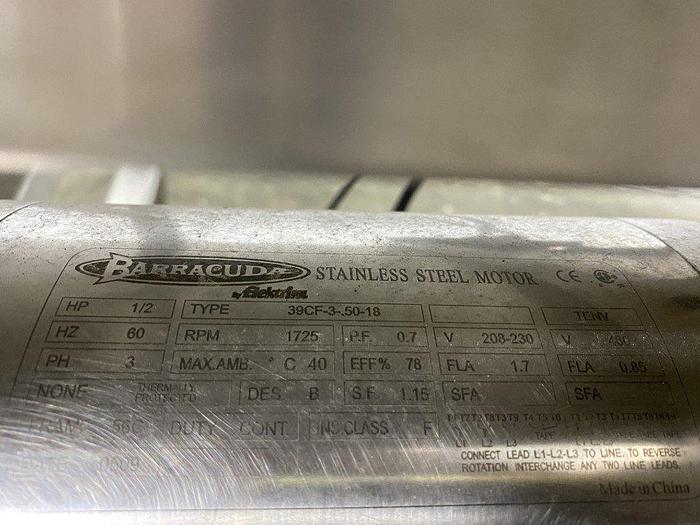 BARRACUDA STAINLESS STEEL MOTOR CE
by Elektrim
HP 1/2 TYPE 39CF-3-.50-18 TENV
HZ 60 RPM 1725 P.F. 0.7 V 208-230 V 460
PH 3 MAX.AMB. °C 40 EFF% 78 FLA 1.7 FLA 0.85
NONE THERMALLY PROTECTED DES. B S.F. 1.15 SFA SFA
FRAME 56C DUTY CONT INS.CLASS F
0509
CONNECT LEAD L1-L2-L3 TO LINE. TO REVERSE
ROTATION INTERCHANGE ANY TWO LINE LEADS.
Made in China